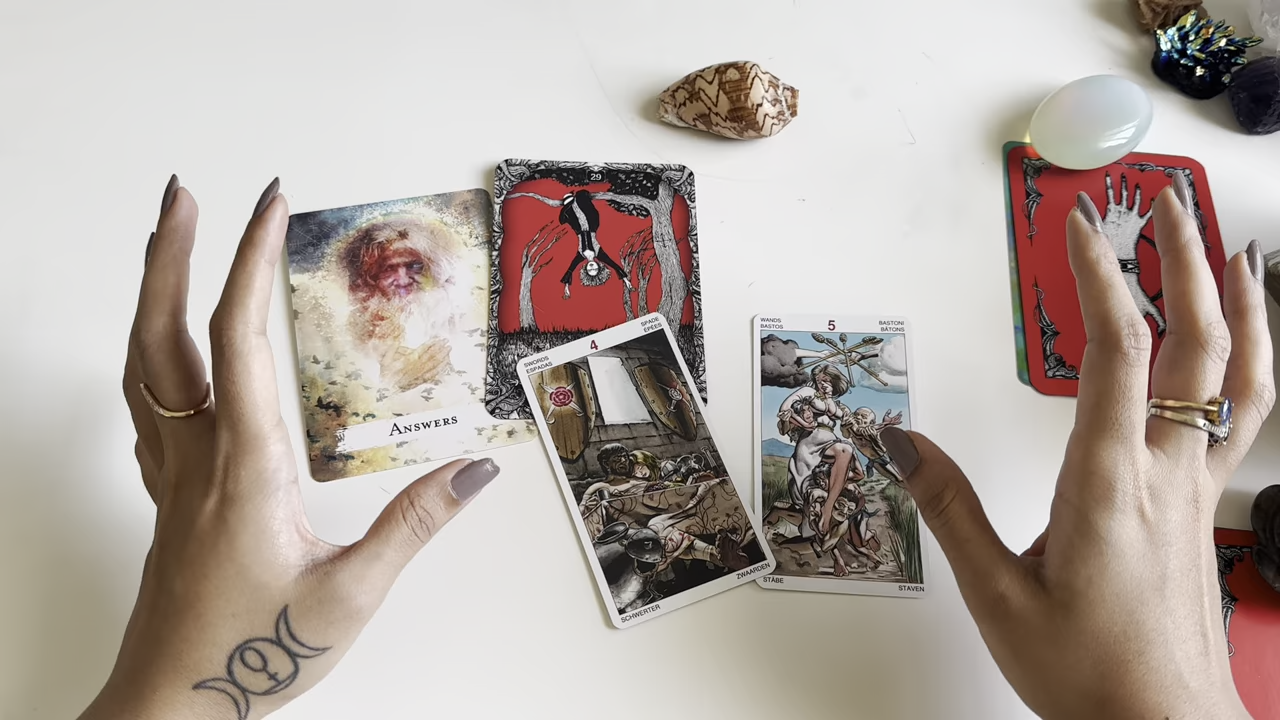 29
ANSWERS
SWORDS
ESPADAS
4
SPADE
ÉPÉES
SCHWERTER
ZWAARDEN
WANDS
BASTOS
5
BASTONI
BÂTONS
STÄBE
STAVEN